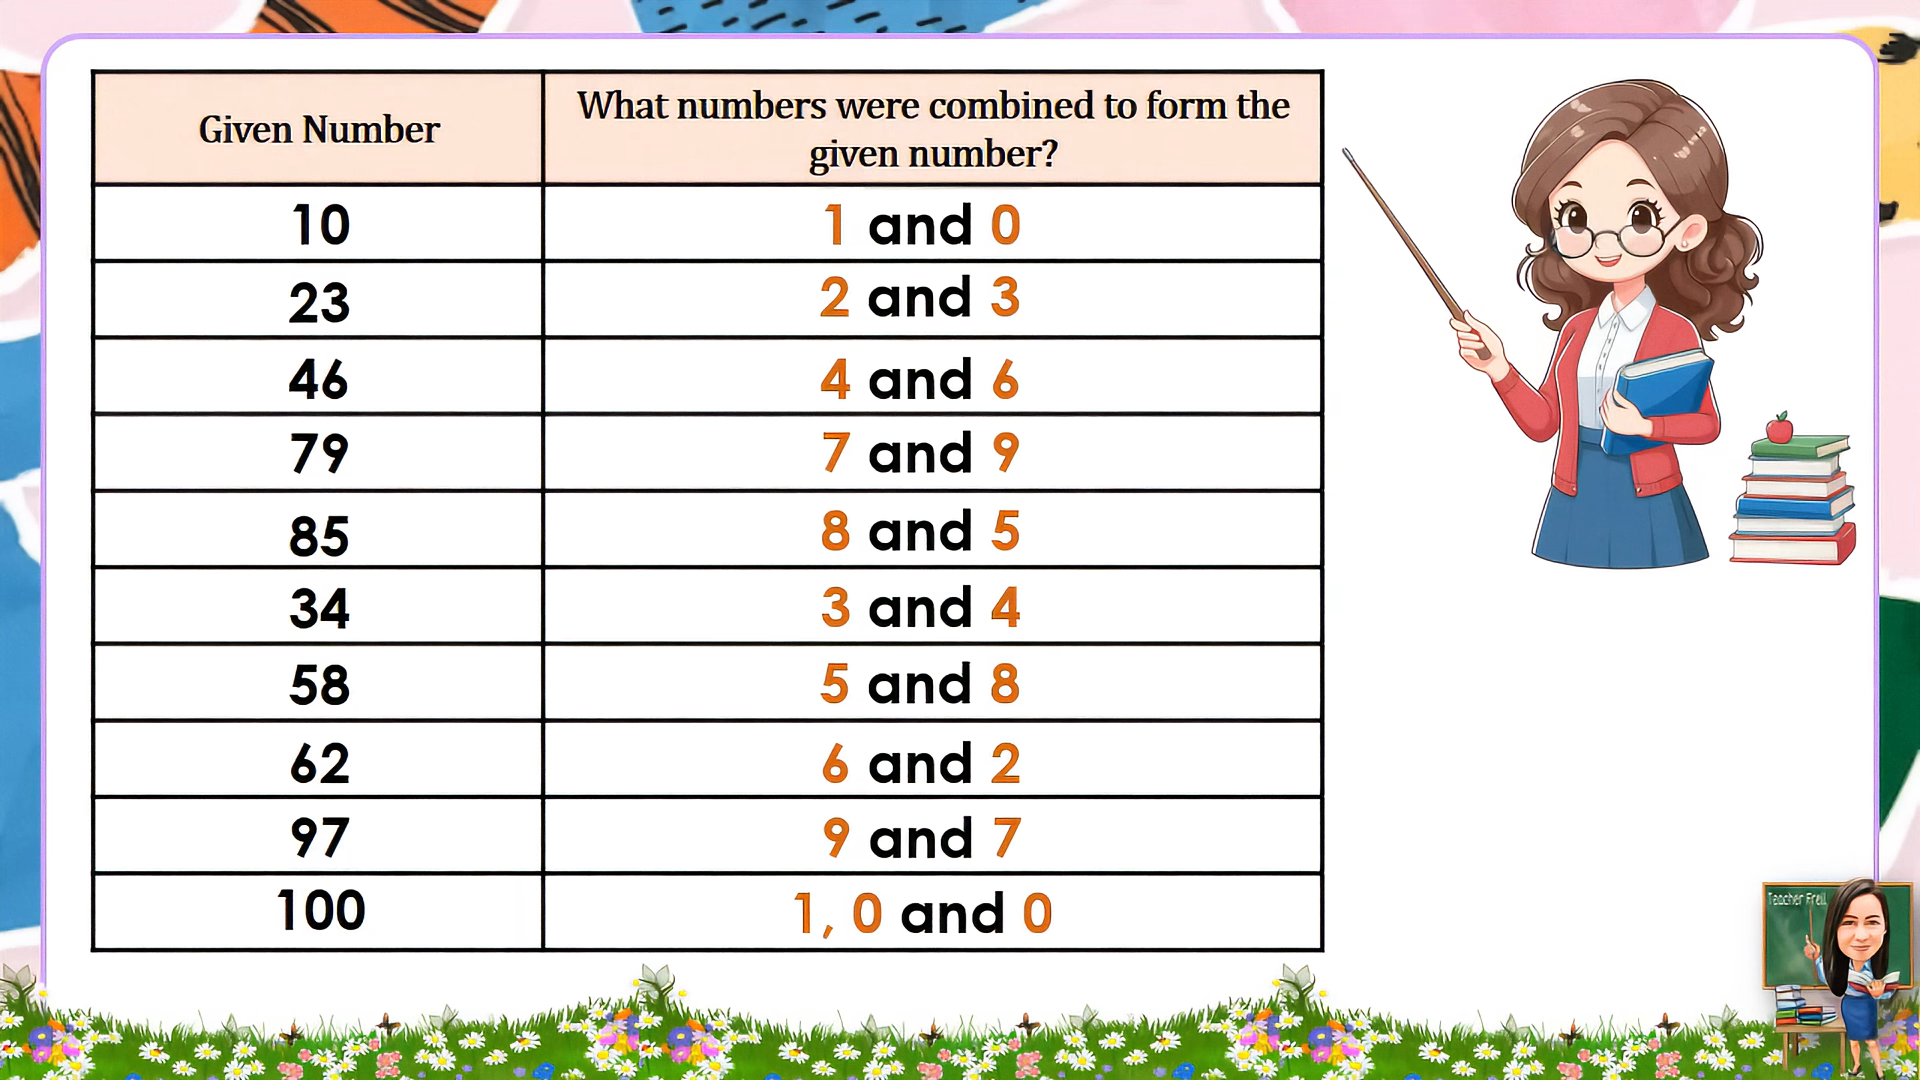 Given Number
What numbers were combined to form the
given number?
10
1 and 0
23
2 and 3
46
4 and 6
79
7 and 9
85
8 and 5
34
3 and 4
58
5 and 8
62
6 and 2
97
9 and 7
100
1, 0 and 0
Teacher Frell